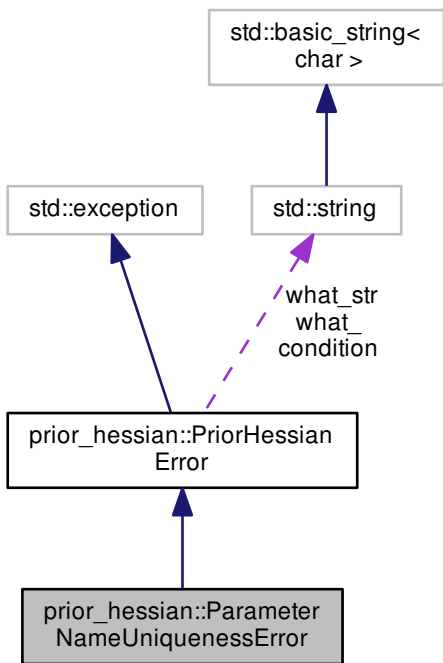 std::basic_string<
char >
std::exception
std::string
what_str
what_
condition
prior_hessian::PriorHessian
Error
prior_hessian::Parameter
NameUniquenessError